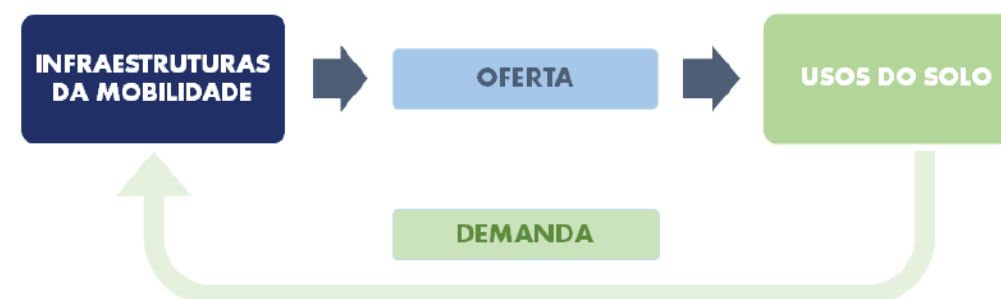 INFRAESTRUTURAS
DA MOBILIDADE
OFERTA
USOS DO SOLO
DEMANDA